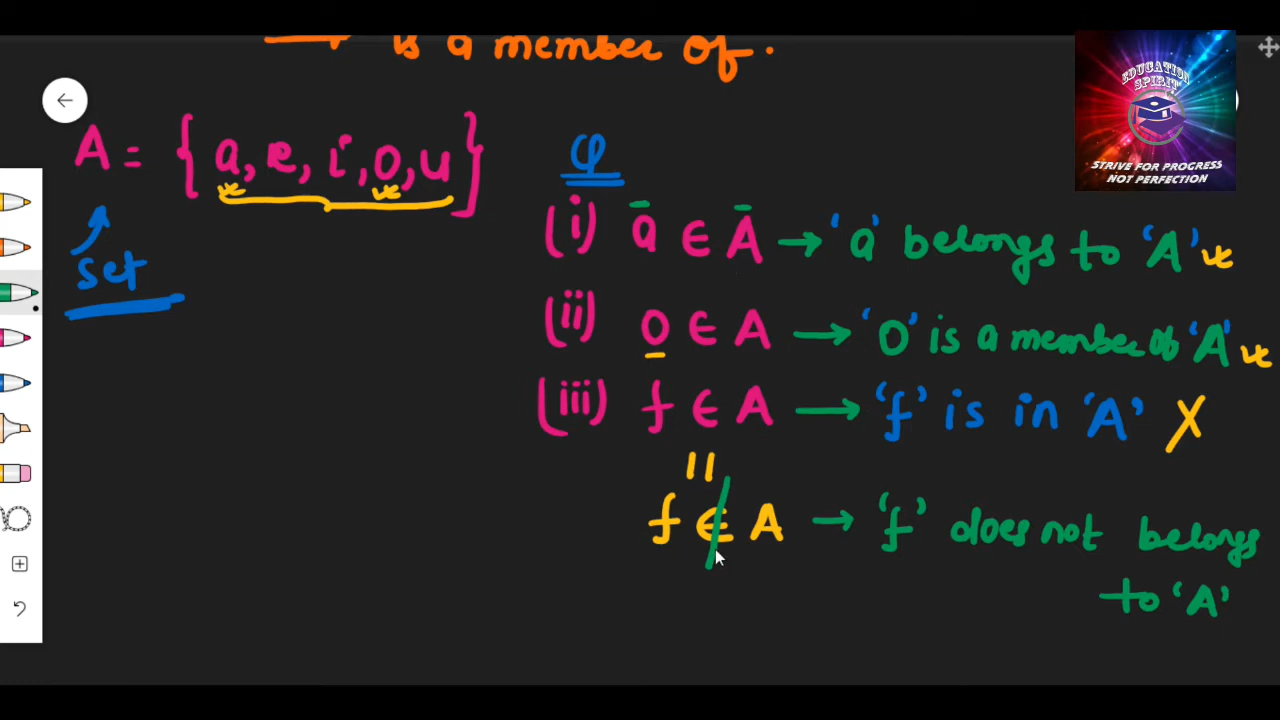 is a member of.
A = {a, e, i, o, u}
set
φ
(i) a ∈ A → 'a' belongs to 'A'
(ii) o ∈ A → 'O' is a member of 'A'
(iii) f ∈ A → 'f' is in 'A' X
f ∉ A → 'f' does not belongs
to 'A'
EDUCATION
SPIRIT
STRIVE FOR PROGRESS
NOT PERFECTION